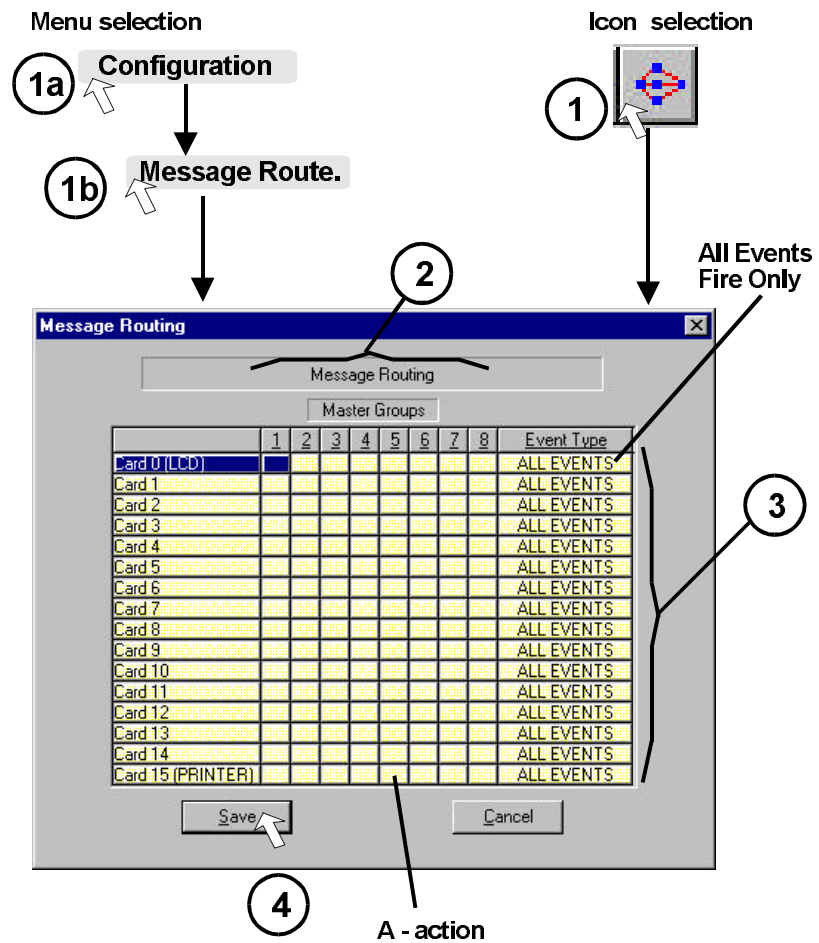 Menu selection
Icon selection
1a
Configuration
1
1b
Message Route.
2
All Events
Fire Only
Message Routing
Message Routing
Master Groups
1 2 3 4 5 6 7 8 Event Type
Card 0 (LCD) ALL EVENTS
Card 1 ALL EVENTS
Card 2 ALL EVENTS
Card 3 ALL EVENTS
Card 4 ALL EVENTS
Card 5 ALL EVENTS
Card 6 ALL EVENTS
Card 7 ALL EVENTS
Card 8 ALL EVENTS
Card 9 ALL EVENTS
Card 10 ALL EVENTS
Card 11 ALL EVENTS
Card 12 ALL EVENTS
Card 13 ALL EVENTS
Card 14 ALL EVENTS
Card 15 (PRINTER) ALL EVENTS
3
Save
Cancel
4
A - action